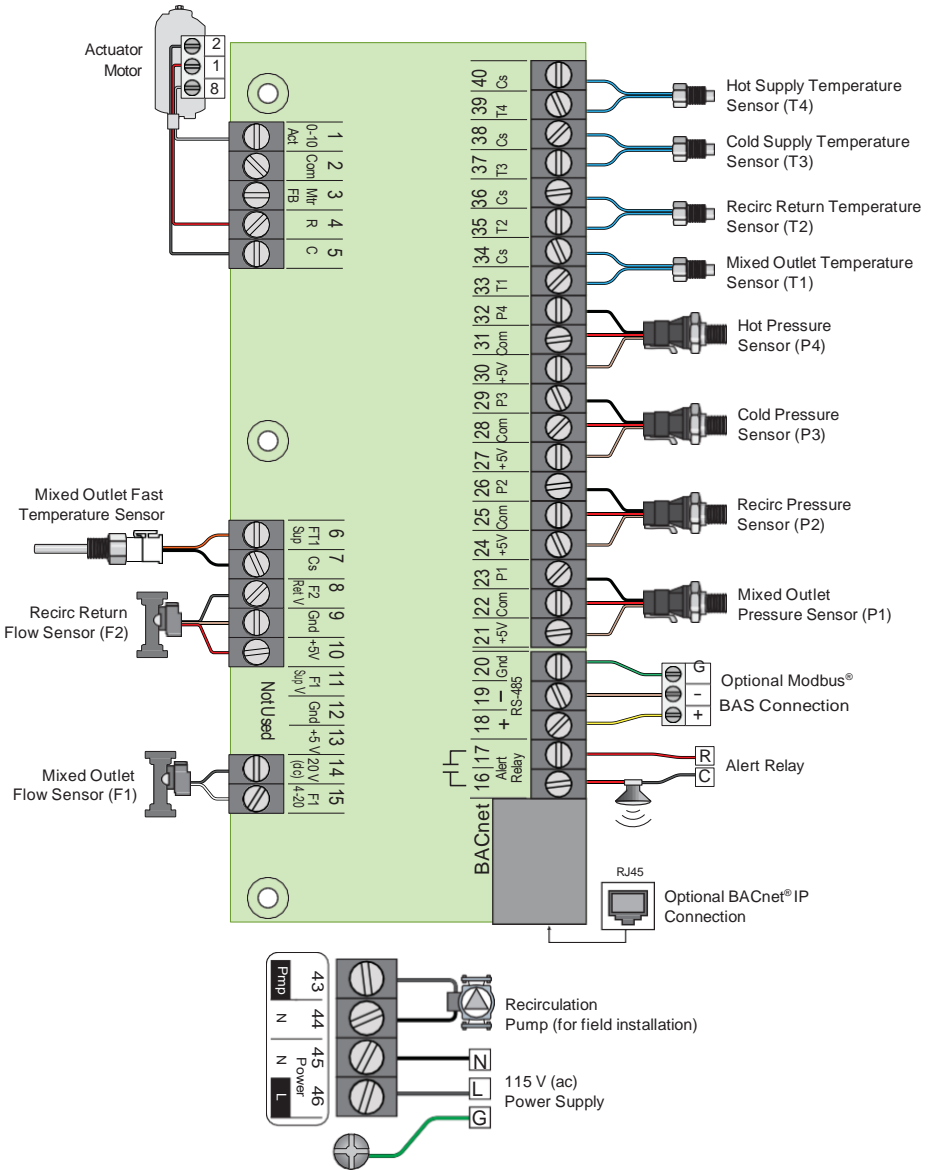 Actuator
Motor
2
1
8
1 0-10 Act
2 Com
3 Mtr FB
4 R
5 C
Mixed Outlet Fast
Temperature Sensor
6 FT1 Sup
7 Cs
8 F2 Ret V
9 Gnd
10 +5V
Recirc Return
Flow Sensor (F2)
11 F1 Sup V
12 Gnd
13 +5 V
Not Used
14 20 V (dc)
15 F1 4-20
Mixed Outlet
Flow Sensor (F1)
40 Cs
39 T4
38 Cs
37 T3
36 Cs
35 T2
34 Cs
33 T1
32 P4
31 Com
30 +5V
29 P3
28 Com
27 +5V
26 P2
25 Com
24 +5V
23 P1
22 Com
21 +5V
20 Gnd
19 –
18 +
RS-485
16 17
Alert
Relay
BACnet
Hot Supply Temperature
Sensor (T4)
Cold Supply Temperature
Sensor (T3)
Recirc Return Temperature
Sensor (T2)
Mixed Outlet Temperature
Sensor (T1)
Hot Pressure
Sensor (P4)
Cold Pressure
Sensor (P3)
Recirc Pressure
Sensor (P2)
Mixed Outlet
Pressure Sensor (P1)
G
–
+
Optional Modbus®
BAS Connection
R
C
Alert Relay
RJ45
Optional BACnet® IP
Connection
43 Pmp
44 N
45 N
46 L
Power
Recirculation
Pump (for field installation)
N
L
G
115 V (ac)
Power Supply